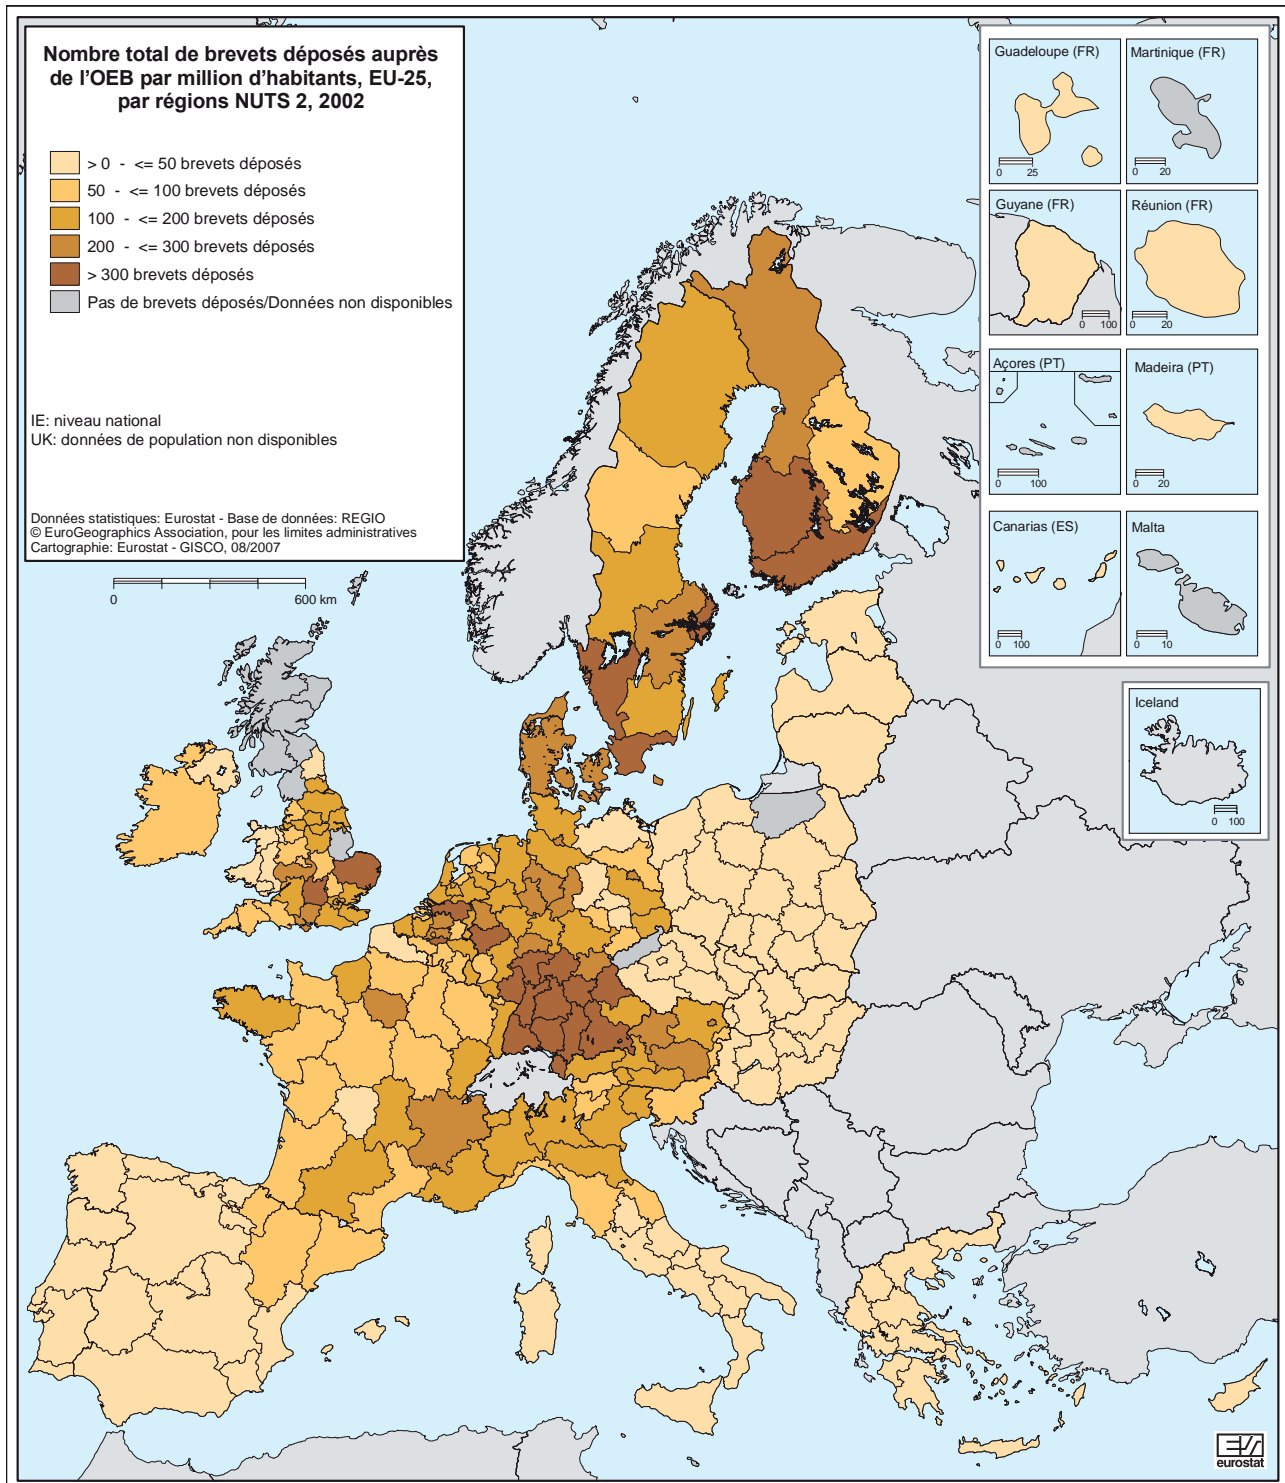 Nombre total de brevets déposés auprès
de l'OEB par million d'habitants, EU-25,
par régions NUTS 2, 2002
> 0 - <= 50 brevets déposés
50 - <= 100 brevets déposés
100 - <= 200 brevets déposés
200 - <= 300 brevets déposés
> 300 brevets déposés
Pas de brevets déposés/Données non disponibles
IE: niveau national
UK: données de population non disponibles
Données statistiques: Eurostat - Base de données: REGIO
© EuroGeographics Association, pour les limites administratives
Cartographie: Eurostat - GISCO, 08/2007
0 600 km
Guadeloupe (FR)
0 25
Martinique (FR)
0 20
Guyane (FR)
0 100
Réunion (FR)
0 20
Açores (PT)
0 100
Madeira (PT)
0 20
Canarias (ES)
0 100
Malta
0 10
Iceland
0 100
eurostat